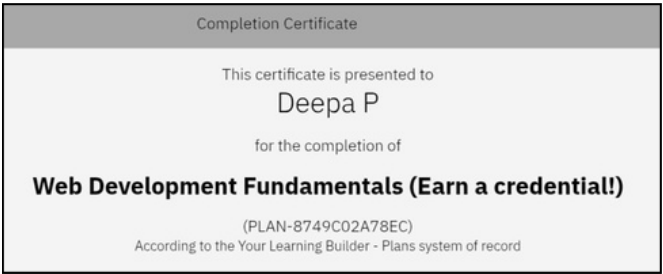 Completion Certificate
This certificate is presented to
Deepa P
for the completion of
Web Development Fundamentals (Earn a credential!)
(PLAN-8749C02A78EC)
According to the Your Learning Builder - Plans system of record